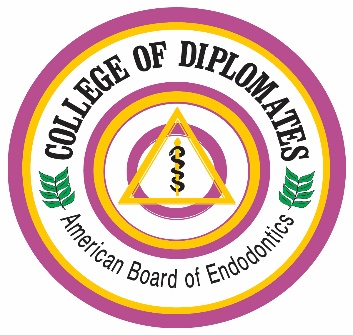 COLLEGE OF DIPLOMATES
American Board of Endodontics